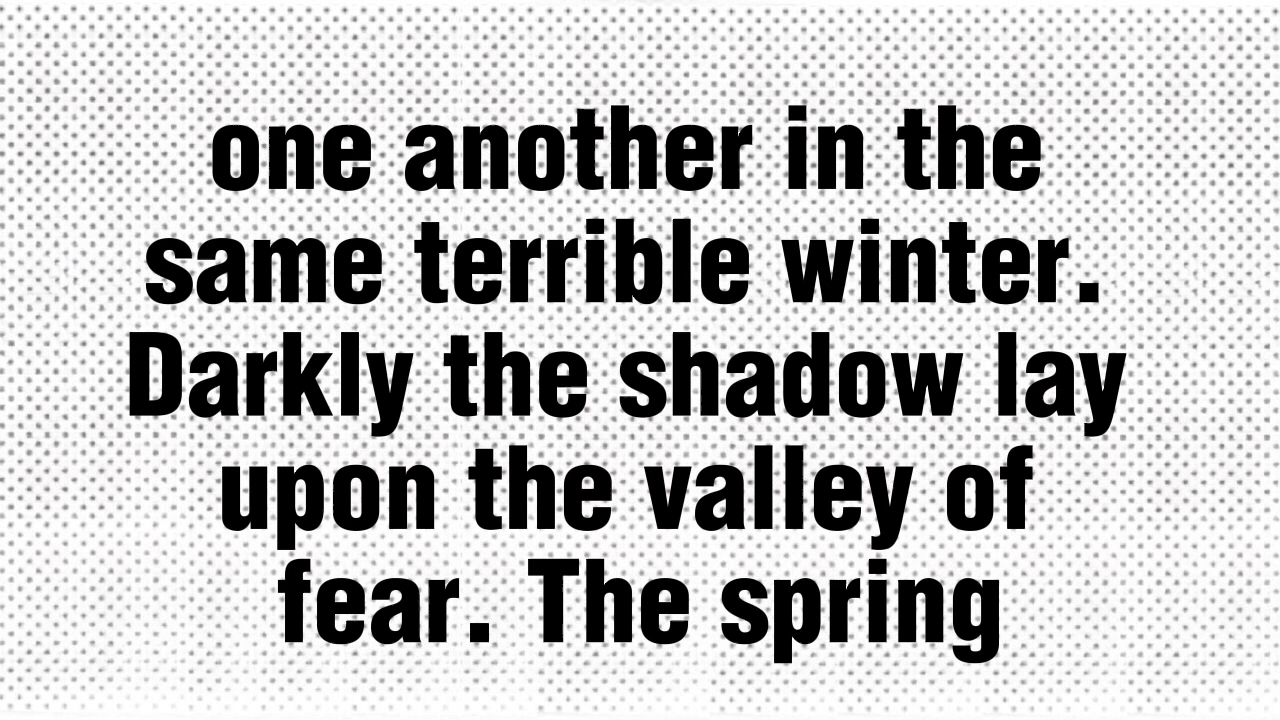 one another in the
same terrible winter.
Darkly the shadow lay
upon the valley of
fear. The spring